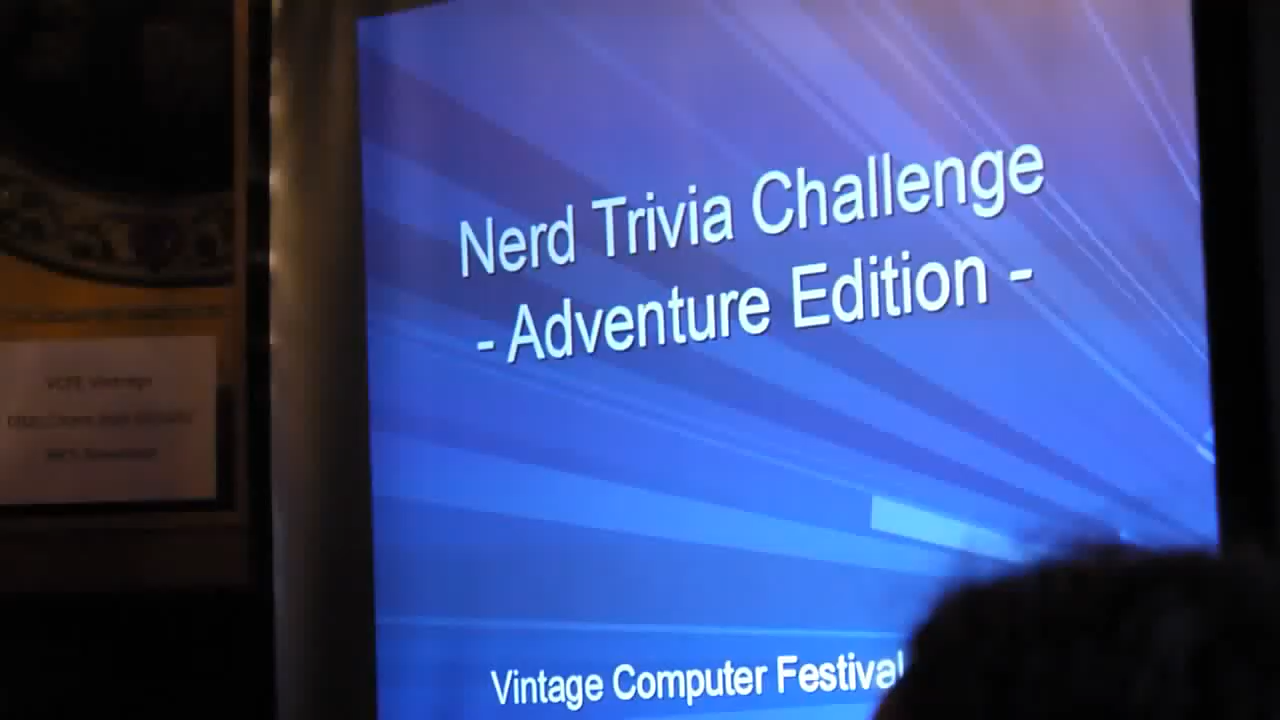 Nerd Trivia Challenge
- Adventure Edition -
Vintage Computer Festival